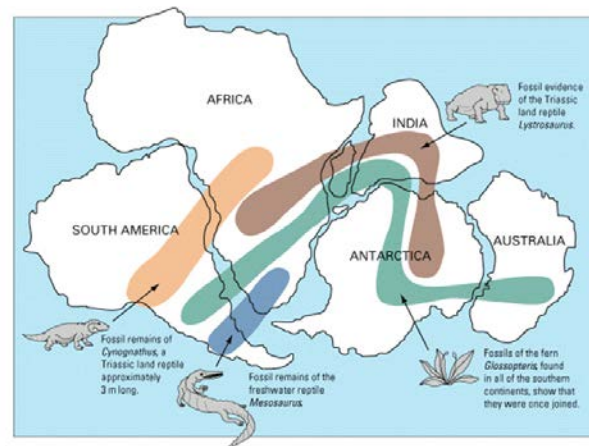 AFRICA
Fossil evidence
of the Triassic
land reptile
Lystrosaurus.
INDIA
SOUTH AMERICA
ANTARCTICA
AUSTRALIA
Fossil remains of
Cynognathus, a
Triassic land reptile
approximately
3 m long.
Fossil remains of the
freshwater reptile
Mesosaurus.
Fossils of the fern
Glossopteris, found
in all of the southern
continents, show that
they were once joined.